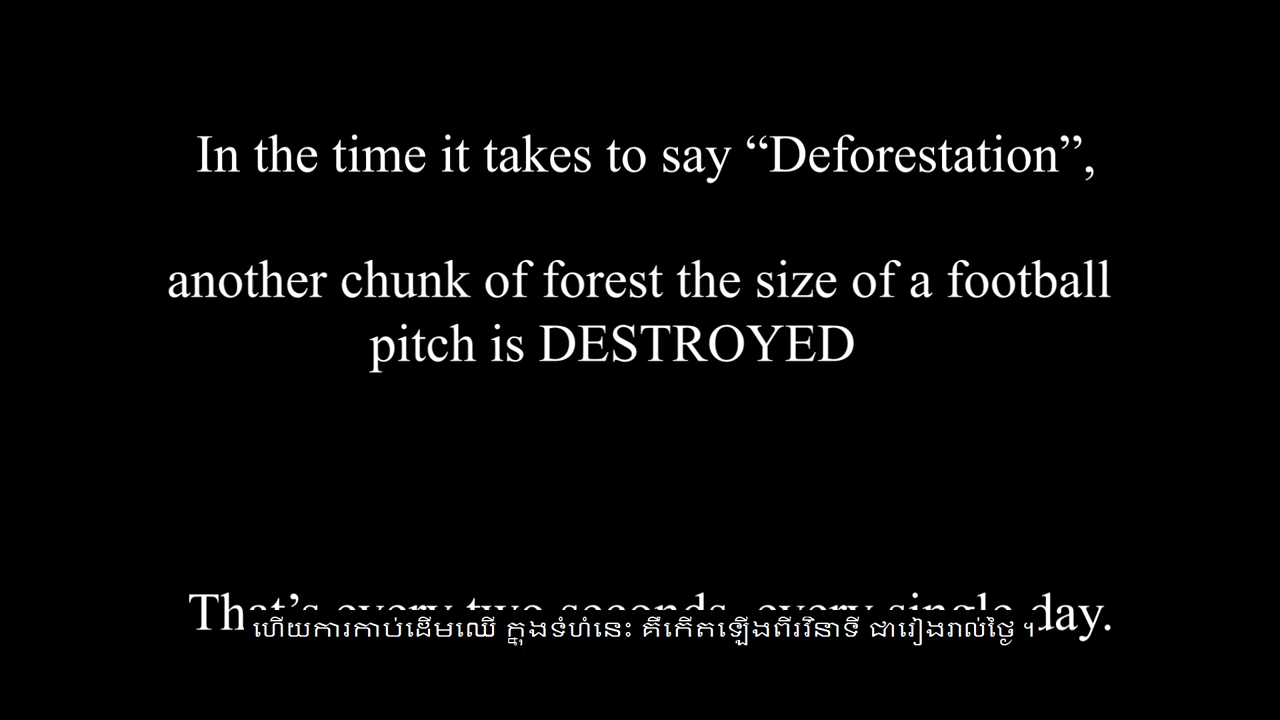 In the time it takes to say “Deforestation”,
another chunk of forest the size of a football
pitch is DESTROYED
That’s every two seconds, every single day.
ហើយការកាប់ដើមឈើ ក្នុងទំហំនេះ គឺកើតឡើងពីរវិនាទី ជារៀងរាល់ថ្ងៃ ។